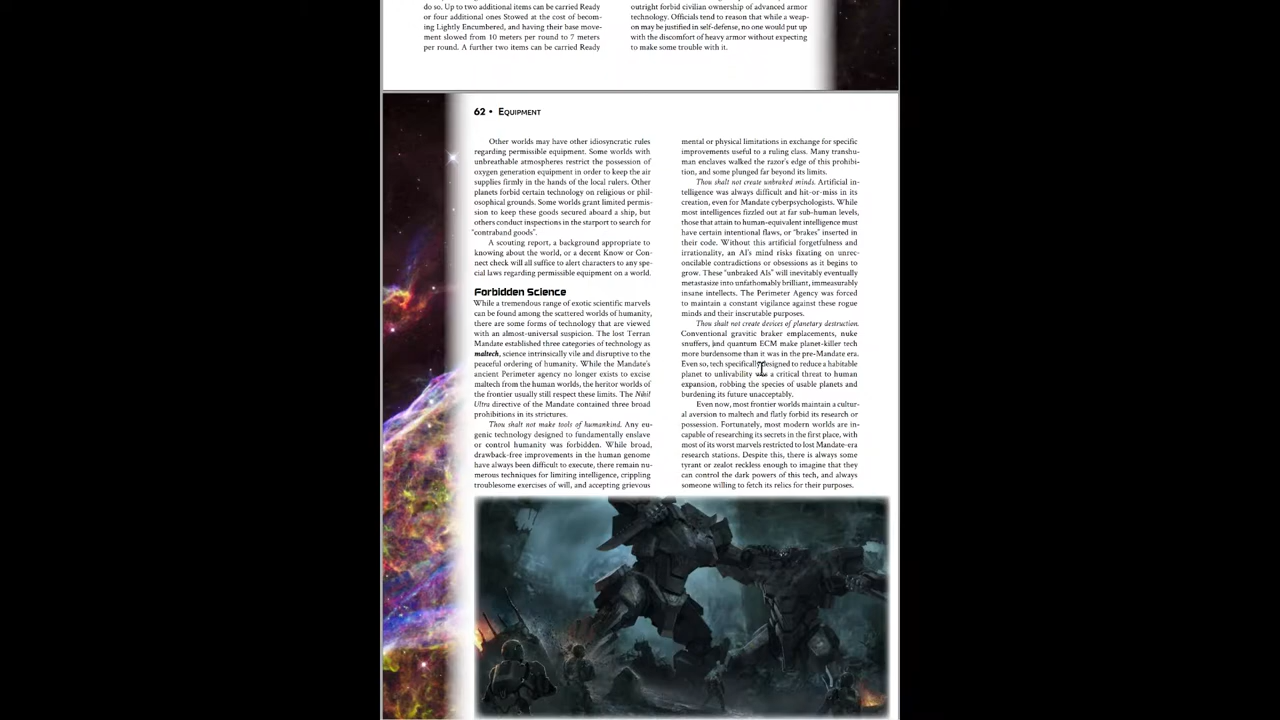 do so. Up to two additional items can be carried Ready
or four additional ones Stowed at the cost of becom-
ing Lightly Encumbered, and having their base move-
ment slowed from 10 meters per round to 7 meters
per round. A further two items can be carried Ready
outright forbid civilian ownership of advanced armor
technology. Officials tend to reason that while a weap-
on may be justified in self-defense, no one would put up
with the discomfort of heavy armor without expecting
to make some trouble with it.
62 • Equipment
Other worlds may have other idiosyncratic rules
regarding permissible equipment. Some worlds with
unbreathable atmospheres restrict the possession of
oxygen generation equipment in order to keep the air
supplies firmly in the hands of the local rulers. Other
planets forbid certain technology on religious or phil-
osophical grounds. Some worlds grant limited permis-
sion to keep these goods secured aboard a ship, but
others conduct inspections in the starport to search for
"contraband goods".
A scouting report, a background appropriate to
knowing about the world, or a decent Know or Con-
nect check will all suffice to alert characters to any spe-
cial laws regarding permissible equipment on a world.
Forbidden Science
While a tremendous range of exotic scientific marvels
can be found among the scattered worlds of humanity,
there are some forms of technology that are viewed
with an almost-universal suspicion. The lost Terran
Mandate established three categories of technology as
maltech, science intrinsically vile and disruptive to the
peaceful ordering of humanity. While the Mandate's
ancient Perimeter agency no longer exists to excise
maltech from the human worlds, the heritor worlds of
the frontier usually still respect these limits. The Nihil
Ultra directive of the Mandate contained three broad
prohibitions in its strictures.
Thou shalt not make tools of humankind. Any eu-
genic technology designed to fundamentally enslave
or control humanity was forbidden. While broad,
drawback-free improvements in the human genome
have always been difficult to execute, there remain nu-
merous techniques for limiting intelligence, crippling
troublesome exercises of will, and accepting grievous
mental or physical limitations in exchange for specific
improvements useful to a ruling class. Many transhu-
man enclaves walked the razor's edge of this prohibi-
tion, and some plunged far beyond its limits.
Thou shalt not create unbraked minds. Artificial in-
telligence was always difficult and hit-or-miss in its
creation, even for Mandate cyberpsychologists. While
most intelligences fizzled out at far sub-human levels,
those that attain to human-equivalent intelligence must
have certain intentional flaws, or "brakes" inserted in
their code. Without this artificial forgetfulness and
irrationality, an AI's mind risks fixating on unrec-
oncilable contradictions or obsessions as it begins to
grow. These "unbraked AIs" will inevitably eventually
metastasize into unfathomably brilliant, immeasurably
insane intellects. The Perimeter Agency was forced
to maintain a constant vigilance against these rogue
minds and their inscrutable purposes.
Thou shalt not create devices of planetary destruction.
Conventional gravitic braker emplacements, nuke
snuffers, and quantum ECM make planet-killer tech
more burdensome than it was in the pre-Mandate era.
Even so, tech specifically designed to reduce a habitable
planet to unlivability a critical threat to human
expansion, robbing the species of usable planets and
burdening its future unacceptably.
Even now, most frontier worlds maintain a cultur-
al aversion to maltech and flatly forbid its research or
possession. Fortunately, most modern worlds are in-
capable of researching its secrets in the first place, with
most of its worst marvels restricted to lost Mandate-era
research stations. Despite this, there is always some
tyrant or zealot reckless enough to imagine that they
can control the dark powers of this tech, and always
someone willing to fetch its relics for their purposes.